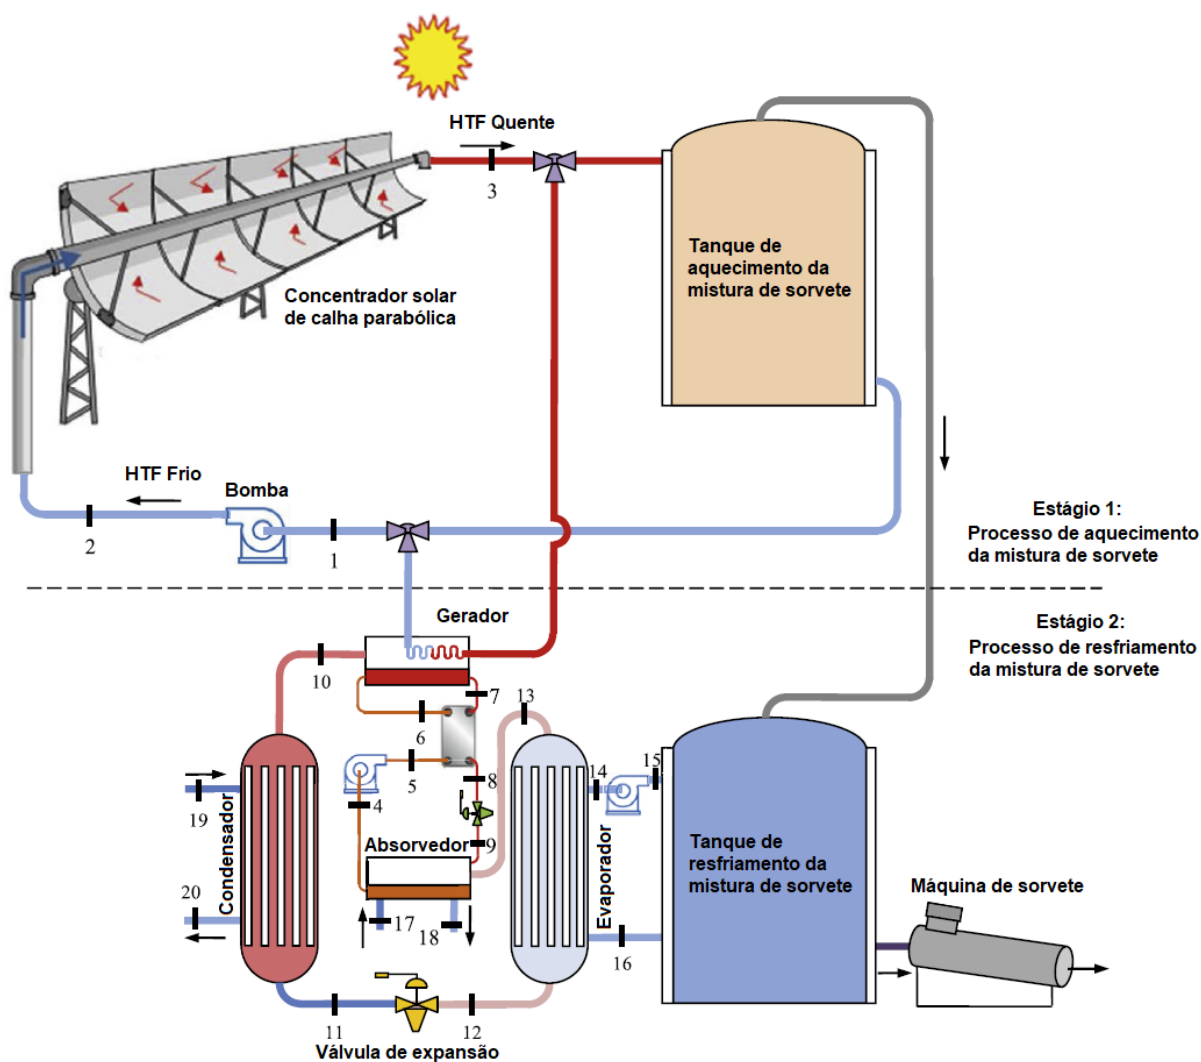 HTF Quente
3
Tanque de
aquecimento da
mistura de sorvete
Concentrador solar
de calha parabólica
HTF Frio
Bomba
2
1
Estágio 1:
Processo de aquecimento
da mistura de sorvete
Gerador
Estágio 2:
Processo de resfriamento
da mistura de sorvete
10
7
13
6
5
8
14
15
4
19
Condensador
9
Absorvedor
Evaporador
Tanque de
resfriamento da
mistura de sorvete
Máquina de sorvete
20
17
18
16
11
12
Válvula de expansão